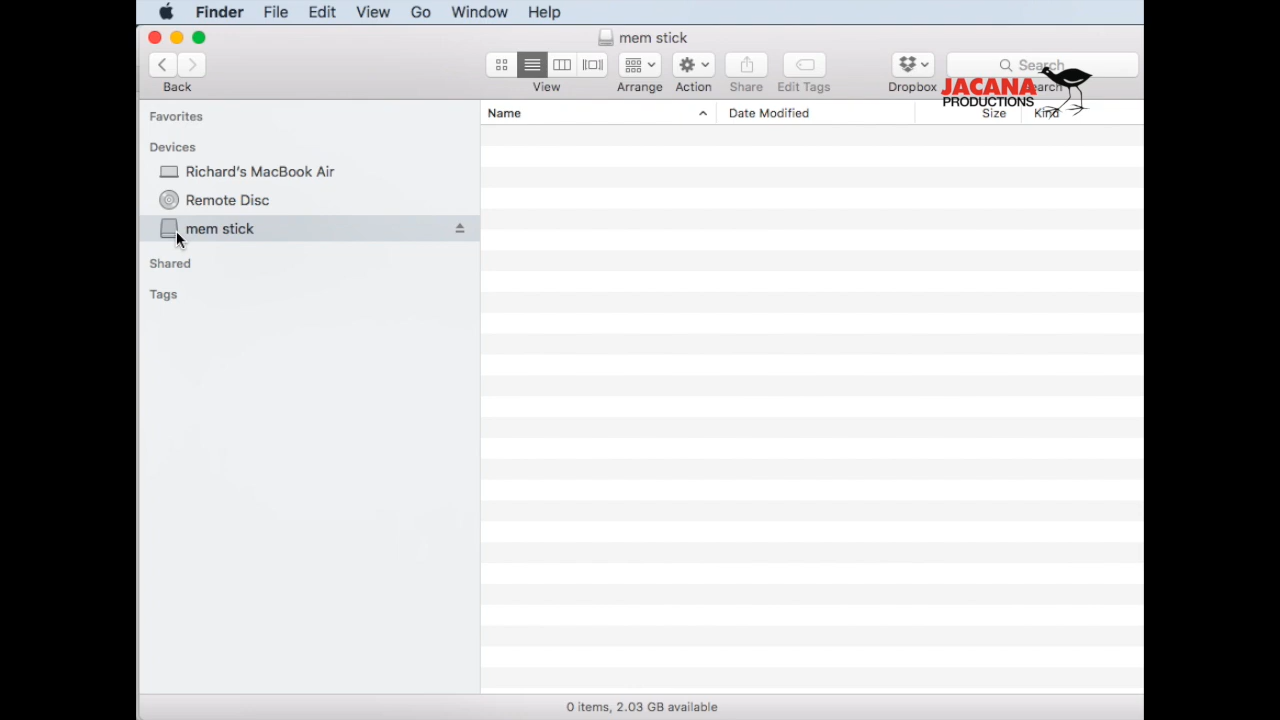 Finder File Edit View Go Window Help
mem stick
Search
Back View Arrange Action Share Edit Tags Dropbox Search
JACANA
PRODUCTIONS
Favorites
Name Date Modified Size Kind
Devices
Richard's MacBook Air
Remote Disc
mem stick
Shared
Tags
0 items, 2.03 GB available